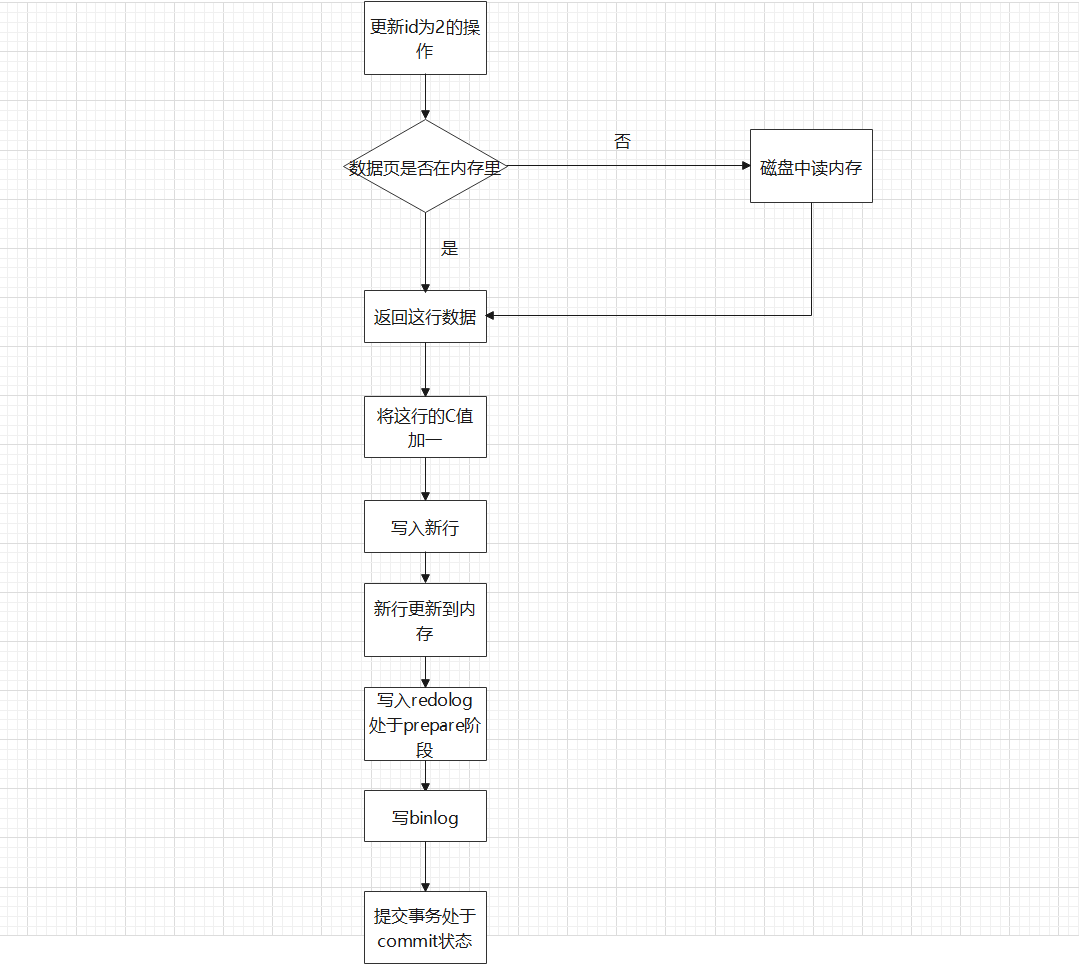 更新id为2的操
作
数据页是否在内存里
否
磁盘中读内存
是
返回这行数据
将这行的C值
加一
写入新行
新行更新到内
存
写入redolog
处于prepare阶
段
写binlog
提交事务处于
commit状态